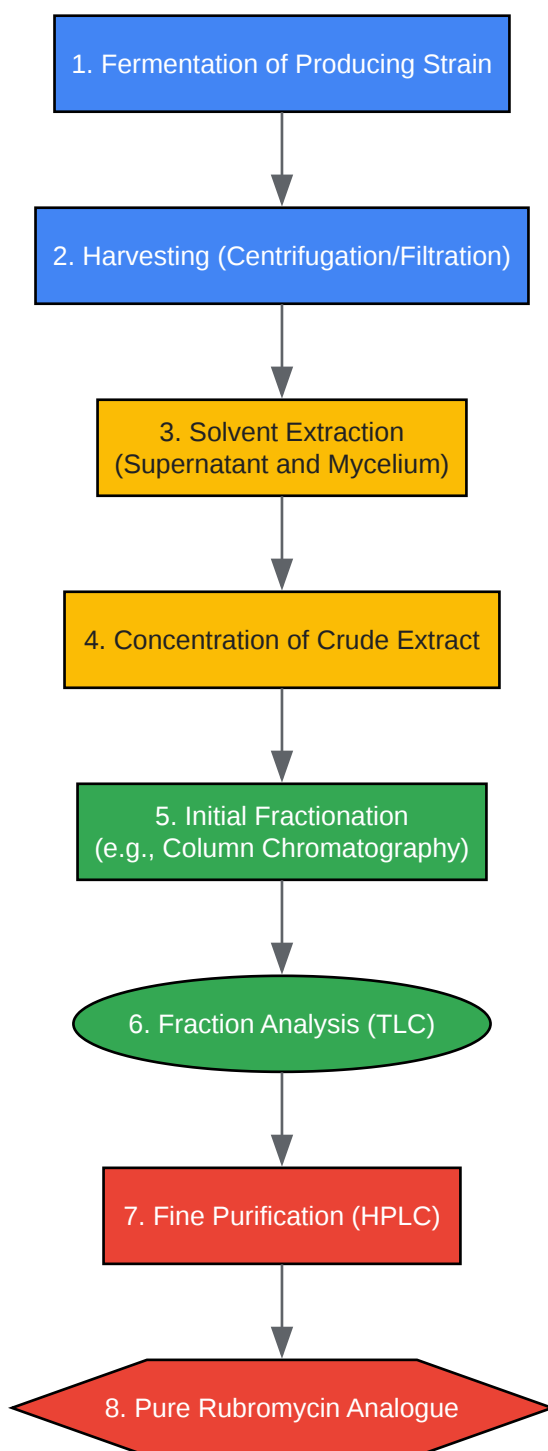 1. Fermentation of Producing Strain
2. Harvesting (Centrifugation/Filtration)
3. Solvent Extraction
(Supernatant and Mycelium)
4. Concentration of Crude Extract
5. Initial Fractionation
(e.g., Column Chromatography)
6. Fraction Analysis (TLC)
7. Fine Purification (HPLC)
8. Pure Rubromycin Analogue